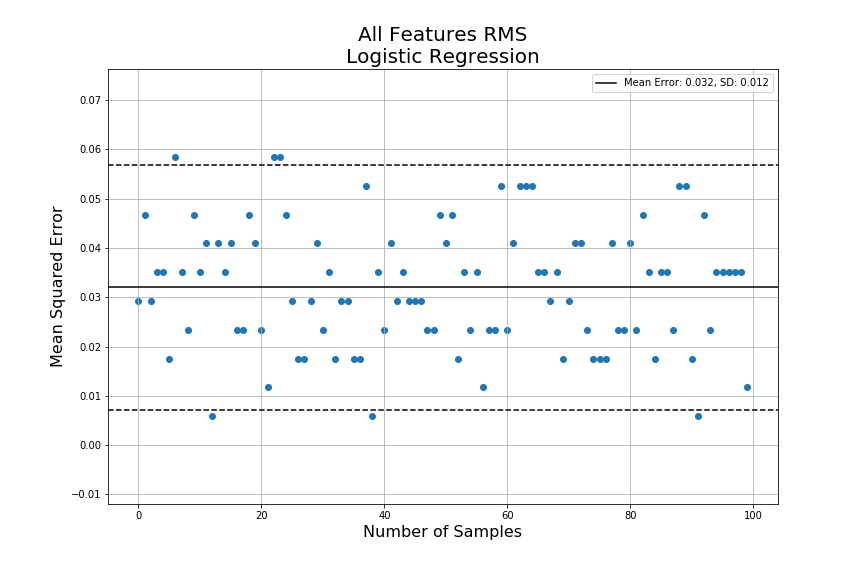 All Features RMS
Logistic Regression
Mean Error: 0.032, SD: 0.012
Mean Squared Error
0.07
0.06
0.05
0.04
0.03
0.02
0.01
0.00
−0.01
0 20 40 60 80 100
Number of Samples